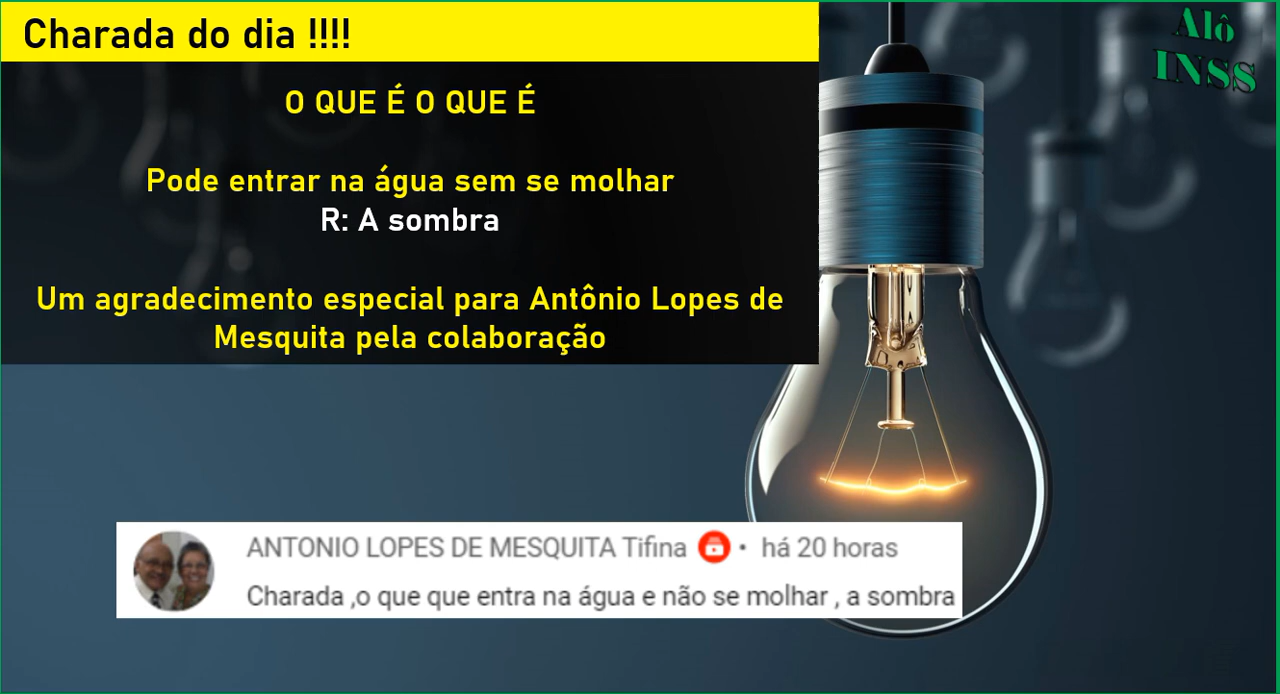 Charada do dia !!!!
Alô
INSS
O QUE É O QUE É
Pode entrar na água sem se molhar
R: A sombra
Um agradecimento especial para Antônio Lopes de
Mesquita pela colaboração
ANTONIO LOPES DE MESQUITA Tifina • há 20 horas
Charada ,o que que entra na água e não se molhar , a sombra